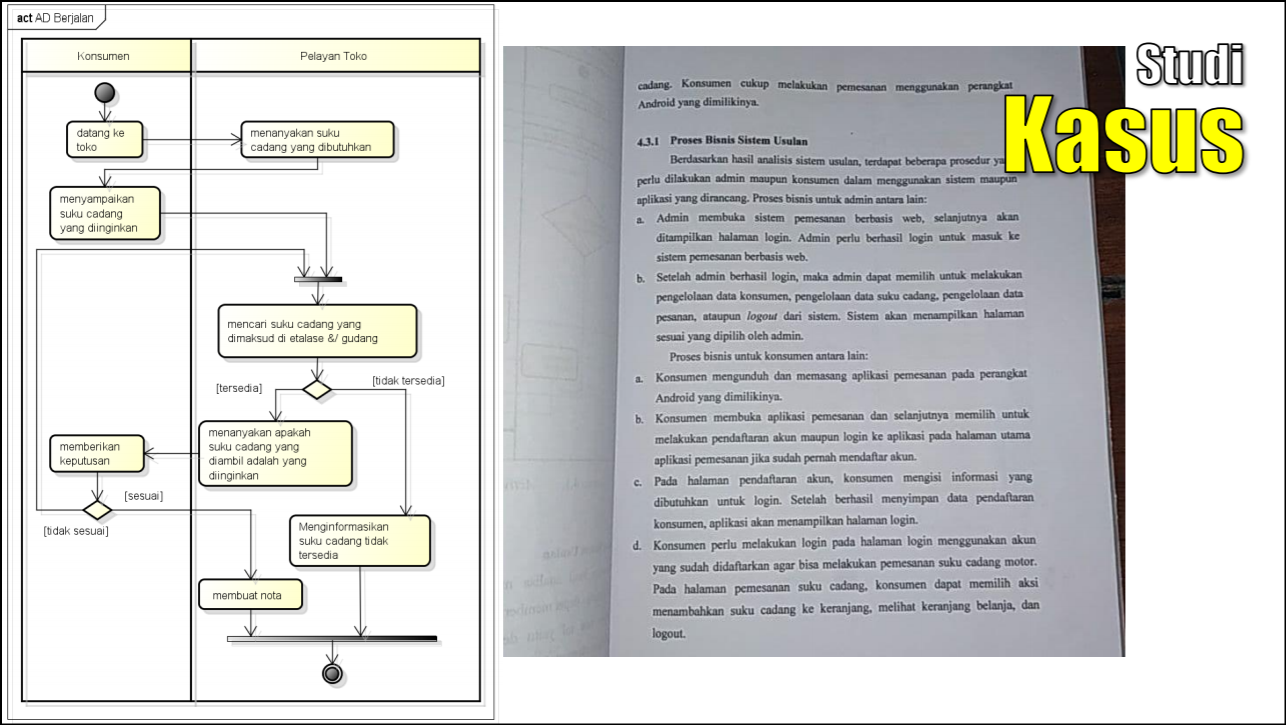 act AD Berjalan
Konsumen
Pelayan Toko
datang ke
toko
menanyakan suku
cadang yang dibutuhkan
menyampaikan
suku cadang
yang diinginkan
mencari suku cadang yang
dimaksud di etalase &/ gudang
[tersedia]
[tidak tersedia]
menanyakan apakah
suku cadang yang
diambil adalah yang
diinginkan
memberikan
keputusan
[sesuai]
[tidak sesuai]
Menginformasikan
suku cadang tidak
tersedia
membuat nota
Studi
Kasus
cadang. Konsumen cukup melakukan pemesanan menggunakan perangkat
Android yang dimilikinya.
4.3.1 Proses Bisnis Sistem Usulan
Berdasarkan hasil analisis sistem usulan, terdapat beberapa prosedur
perlu dilakukan admin maupun konsumen dalam menggunakan sistem maupun
aplikasi yang dirancang. Proses bisnis untuk admin antara lain:
a. Admin membuka sistem pemesanan berbasis web, selanjutnya akan
ditampilkan halaman login. Admin perlu berhasil login untuk masuk ke
sistem pemesanan berbasis web.
b. Setelah admin berhasil login, maka admin dapat memilih untuk melakukan
pengelolaan data konsumen, pengelolaan data suku cadang, pengelolaan data
pesanan, ataupun logout dari sistem. Sistem akan menampilkan halaman
sesuai yang dipilih oleh admin.
Proses bisnis untuk konsumen antara lain:
a. Konsumen mengunduh dan memasang aplikasi pemesanan pada perangkat
Android yang dimilikinya.
b. Konsumen membuka aplikasi pemesanan dan selanjutnya memilih untuk
melakukan pendaftaran akun maupun login ke aplikasi pada halaman utama
aplikasi pemesanan jika sudah pernah mendaftar akun.
c. Pada halaman pendaftaran akun, konsumen mengisi informasi yang
dibutuhkan untuk login. Setelah berhasil menyimpan data pendaftaran
konsumen, aplikasi akan menampilkan halaman login.
d. Konsumen perlu melakukan login pada halaman login menggunakan akun
yang sudah didaftarkan agar bisa melakukan pemesanan suku cadang motor.
Pada halaman pemesanan suku cadang, konsumen dapat memilih aksi
menambahkan suku cadang ke keranjang, melihat keranjang belanja, dan
logout.